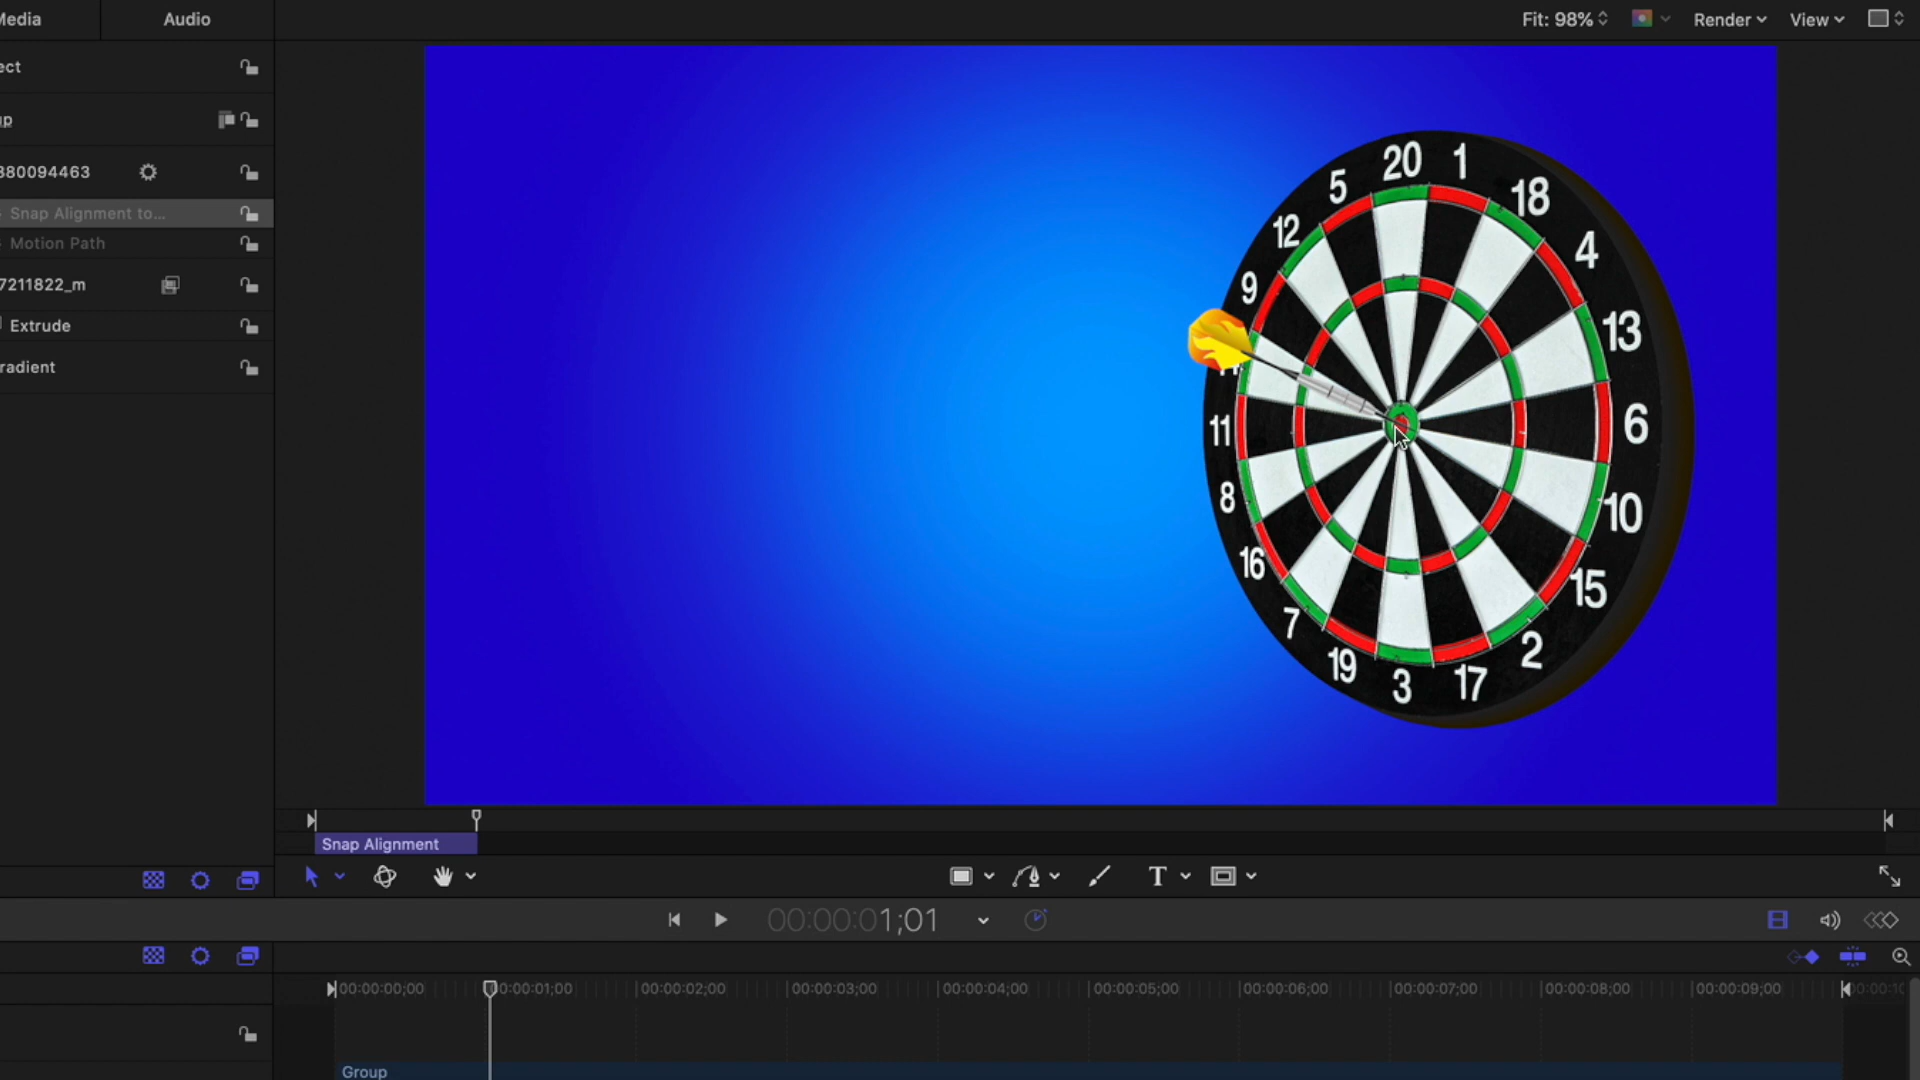 Media
Audio
Fit: 98%
Render
View
ect
up
380094463
Snap Alignment to...
Motion Path
7211822_m
Extrude
radient
20
1
18
4
13
6
10
15
2
17
3
19
7
16
8
11
9
12
5
Snap Alignment
T
00:00:01;01
00:00:00;00
00:00:01;00
00:00:02;00
00:00:03;00
00:00:04;00
00:00:05;00
00:00:06;00
00:00:07;00
00:00:08;00
00:00:09;00
00:00:10
Group